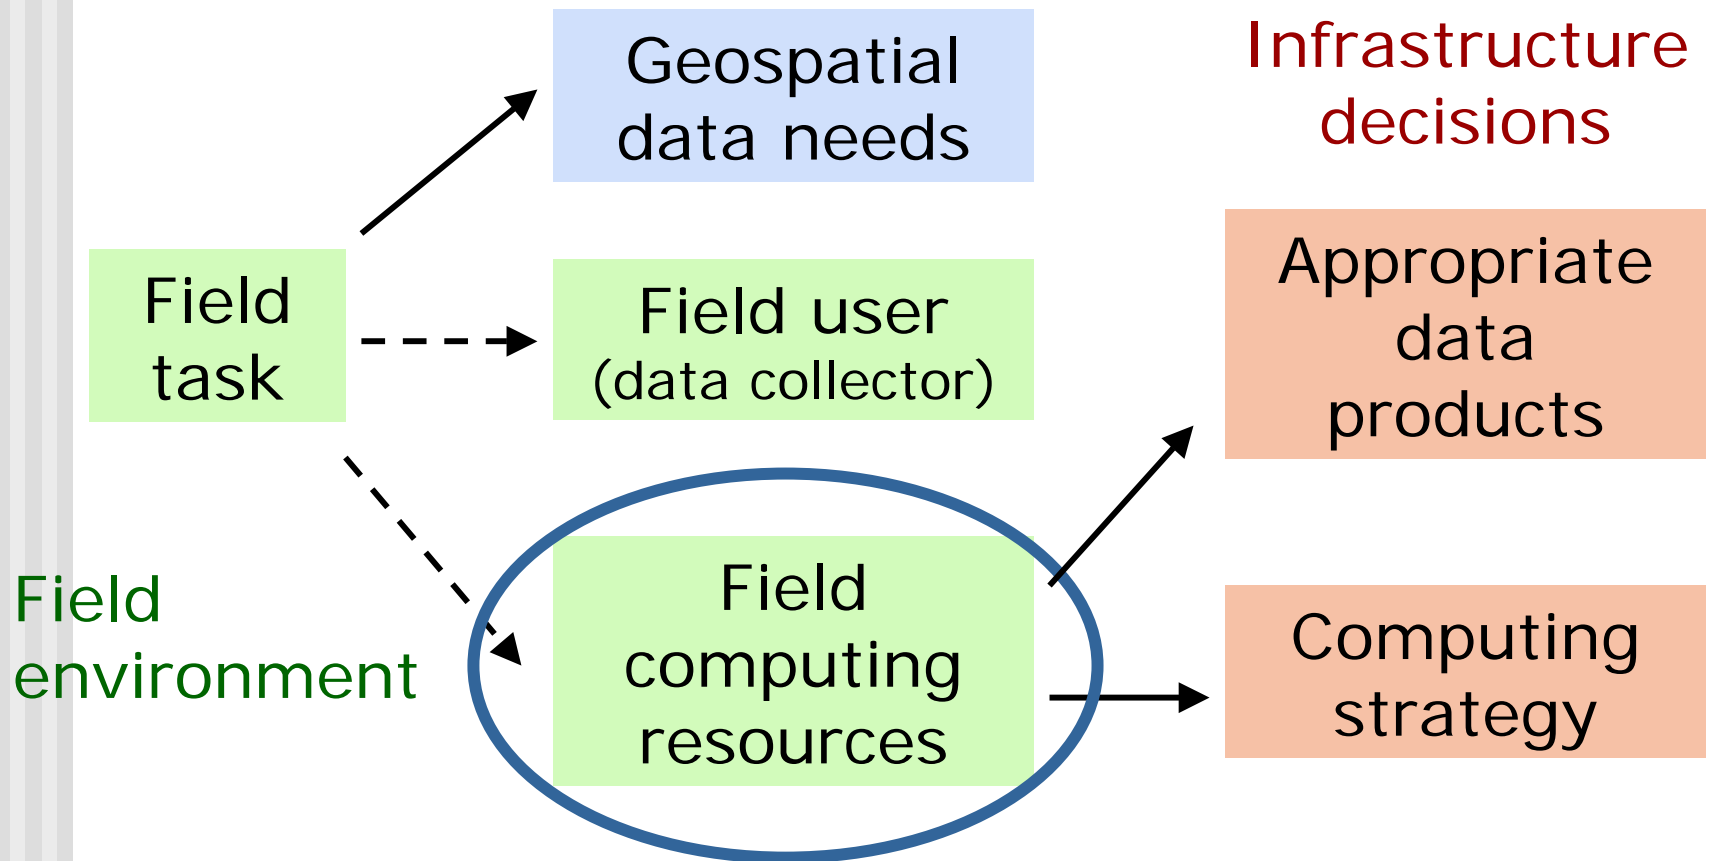 Geospatial
data needs
Infrastructure
decisions
Field
task
Field user
(data collector)
Appropriate
data
products
Field
environment
Field
computing
resources
Computing
strategy